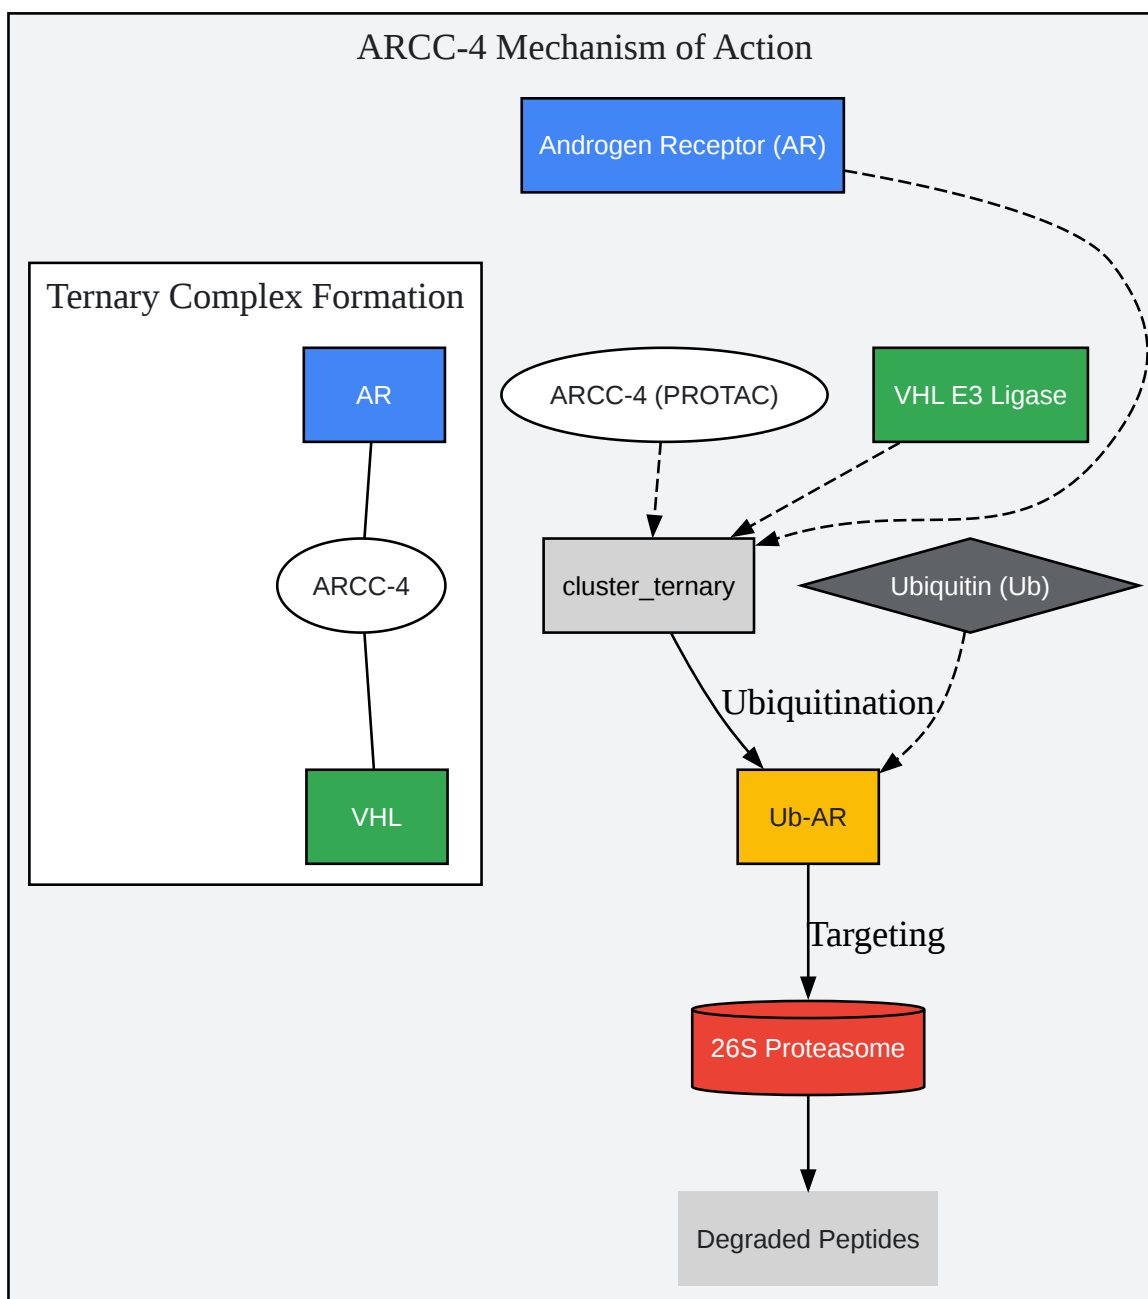 ARCC-4 Mechanism of Action
Androgen Receptor (AR)
Ternary Complex Formation
AR
ARCC-4 (PROTAC)
VHL E3 Ligase
ARCC-4
cluster_ternary
Ubiquitin (Ub)
Ubiquitination
VHL
Ub-AR
Targeting
26S Proteasome
Degraded Peptides